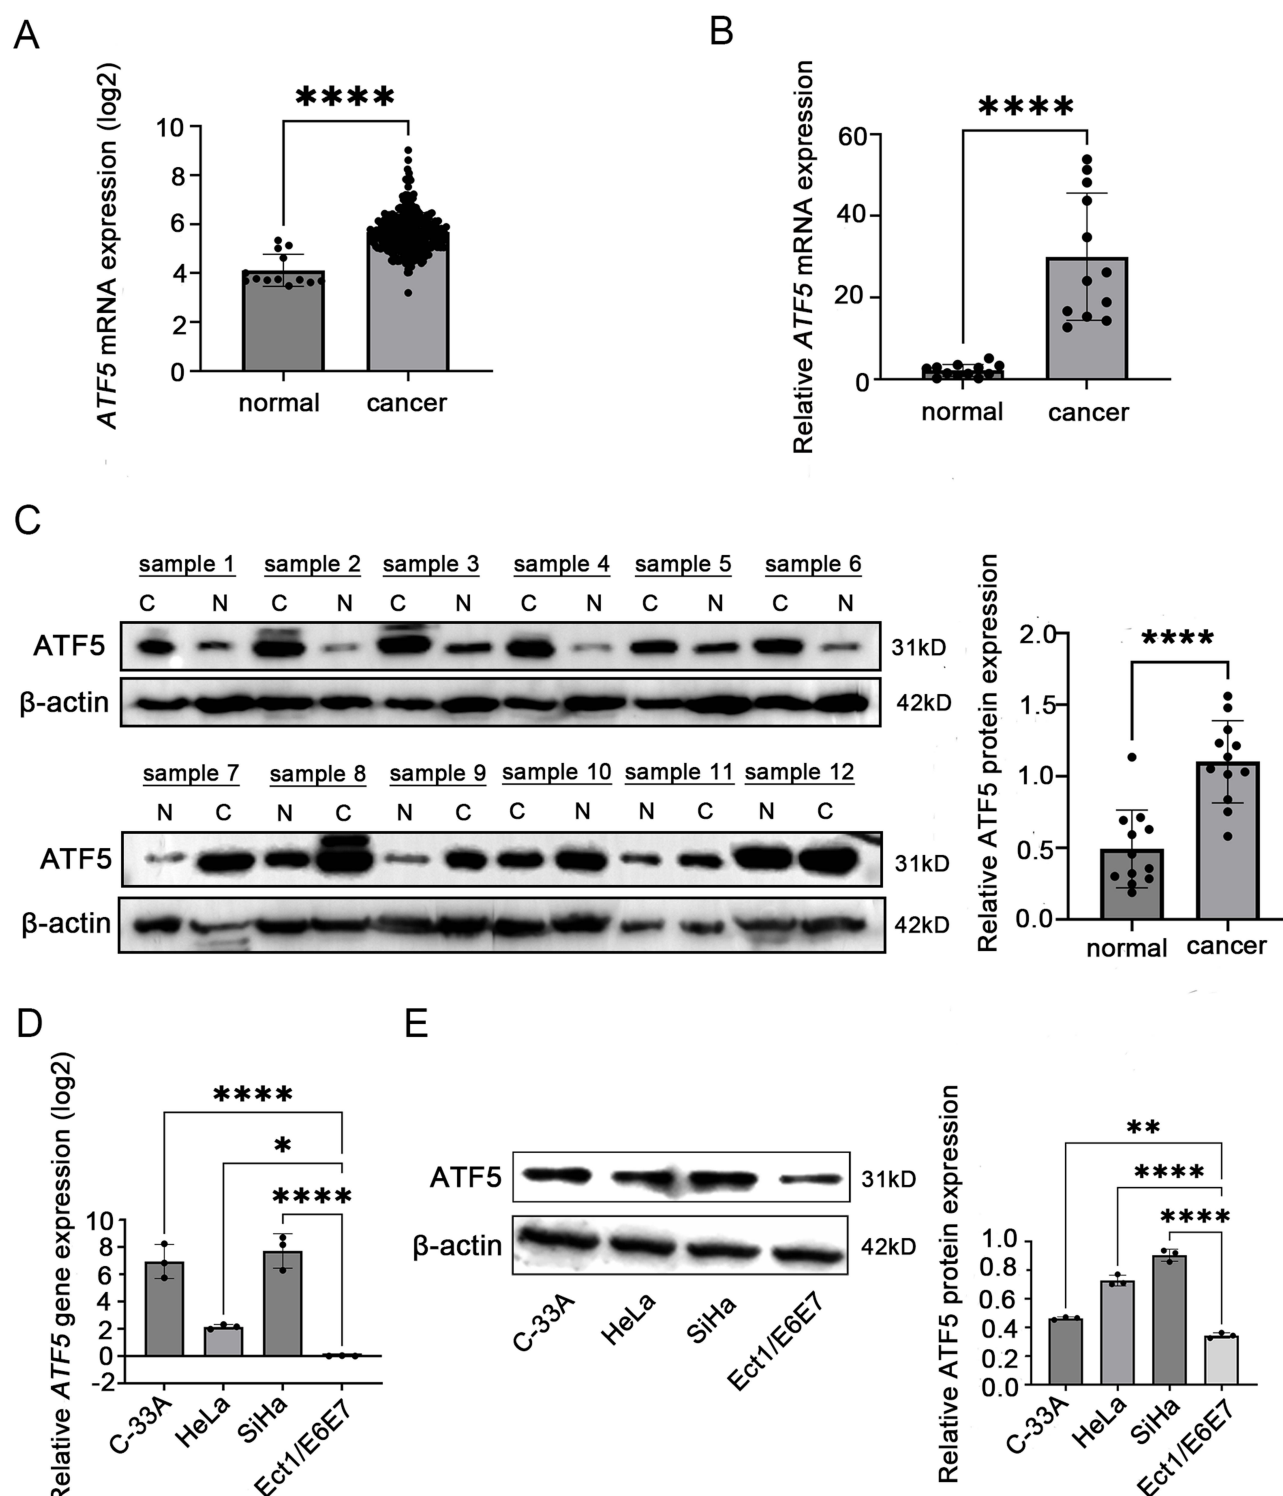 A
ATF5 mRNA expression (log2)
****
10
8
6
4
2
0
normal cancer
B
Relative ATF5 mRNA expression
****
60
40
20
0
normal cancer
C
sample 1 sample 2 sample 3 sample 4 sample 5 sample 6
C N C N C N C N C N C N
ATF5 31kD
β-actin 42kD
sample 7 sample 8 sample 9 sample 10 sample 11 sample 12
N C N C N C C N N C N C
ATF5 31kD
β-actin 42kD
Relative ATF5 protein expression
****
2.0
1.5
1.0
0.5
0.0
normal cancer
D
Relative ATF5 gene expression (log2)
****
*
****
10
8
6
4
2
0
-2
C-33A HeLa SiHa Ect1/E6E7
E
ATF5 31kD
β-actin 42kD
C-33A HeLa SiHa Ect1/E6E7
Relative ATF5 protein expression
**
****
****
1.0
0.8
0.6
0.4
0.2
0.0
C-33A HeLa SiHa Ect1/E6E7